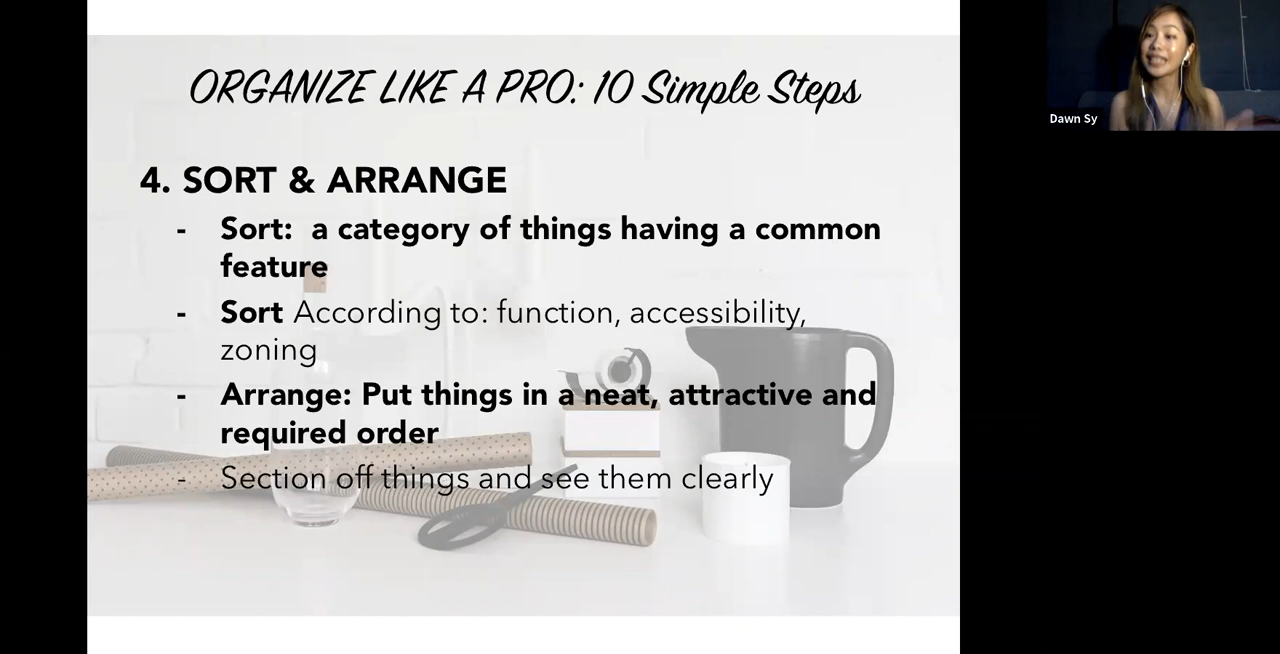 ORGANIZE LIKE A PRO: 10 Simple Steps
4. SORT & ARRANGE
- Sort:  a category of things having a common
feature
- Sort According to: function, accessibility,
zoning
- Arrange: Put things in a neat, attractive and
required order
- Section off things and see them clearly
Dawn Sy